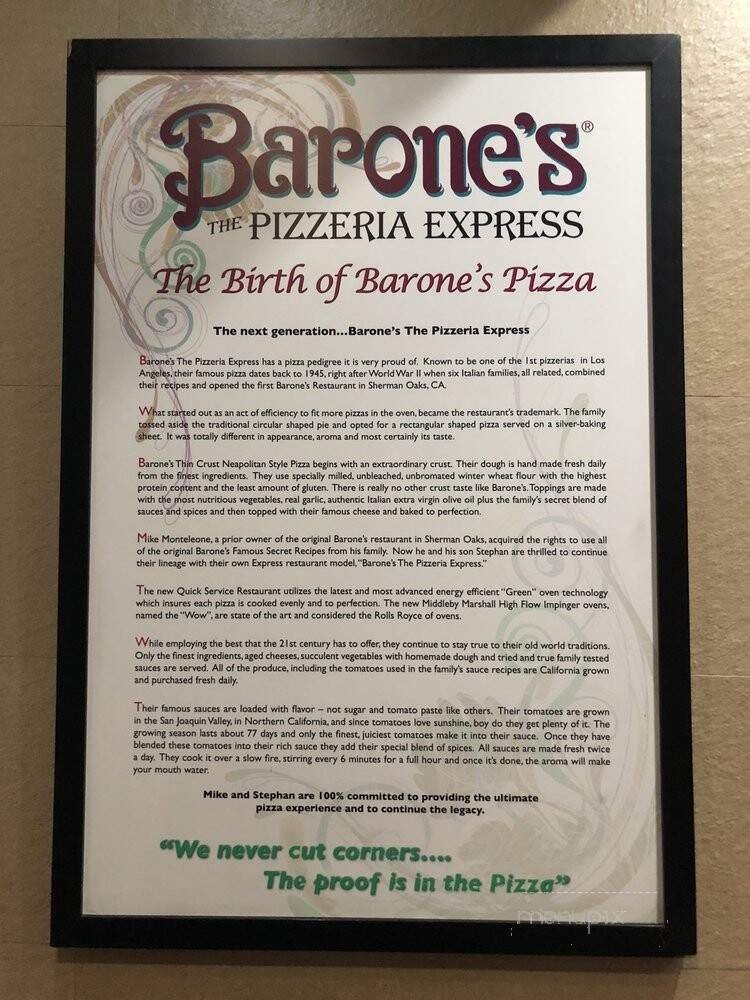 Barone's®
THE PIZZERIA EXPRESS
The Birth of Barone's Pizza
The next generation...Barone's The Pizzeria Express
Barone's The Pizzeria Express has a pizza pedigree it is very proud of. Known to be one of the 1st pizzerias in Los
Angeles, their famous pizza dates back to 1945, right after World War II when six Italian families, all related, combined
their recipes and opened the first Barone's Restaurant in Sherman Oaks, CA.
What started out as an act of efficiency to fit more pizzas in the oven, became the restaurant's trademark. The family
tossed aside the traditional circular shaped pie and opted for a rectangular shaped pizza served on a silver-baking
sheet. It was totally different in appearance, aroma and most certainly its taste.
Barone's Thin Crust Neapolitan Style Pizza begins with an extraordinary crust. Their dough is hand made fresh daily
from the finest ingredients. They use specially milled, unbleached, unbromated winter wheat flour with the highest
protein content and the least amount of gluten. There is really no other crust taste like Barone's. Toppings are made
with the most nutritious vegetables, real garlic, authentic Italian extra virgin olive oil plus the family's secret blend of
sauces and spices and then topped with their famous cheese and baked to perfection.
Mike Monteleone, a prior owner of the original Barone's restaurant in Sherman Oaks, acquired the rights to use all
of the original Barone's Famous Secret Recipes from his family. Now he and his son Stephan are thrilled to continue
their lineage with their own Express restaurant model, "Barone's The Pizzeria Express."
The new Quick Service Restaurant utilizes the latest and most advanced energy efficient "Green" oven technology
which insures each pizza is cooked evenly and to perfection. The new Middleby Marshall High Flow Impinger ovens,
named the "Wow", are state of the art and considered the Rolls Royce of ovens.
While employing the best that the 21st century has to offer, they continue to stay true to their old world traditions.
Only the finest ingredients, aged cheeses, succulent vegetables with homemade dough and tried and true family tested
sauces are served. All of the produce, including the tomatoes used in the family's sauce recipes are California grown
and purchased fresh daily.
Their famous sauces are loaded with flavor – not sugar and tomato paste like others. Their tomatoes are grown
in the San Joaquin Valley, in Northern California, and since tomatoes love sunshine, boy do they get plenty of it. The
growing season lasts about 77 days and only the finest, juiciest tomatoes make it into their sauce. Once they have
blended these tomatoes into their rich sauce they add their special blend of spices. All sauces are made fresh twice
a day. They cook it over a slow fire, stirring every 6 minutes for a full hour and once it's done, the aroma will make
your mouth water.
Mike and Stephan are 100% committed to providing the ultimate
pizza experience and to continue the legacy.
"We never cut corners....
The proof is in the Pizza"
menupix